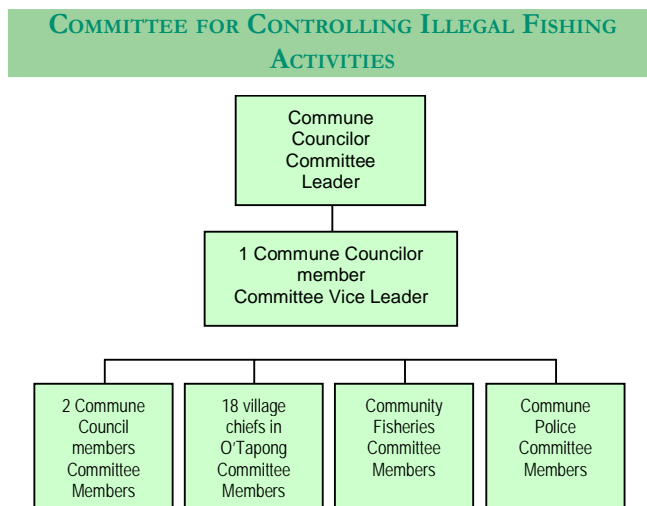 COMMITTEE FOR CONTROLLING ILLEGAL FISHING
ACTIVITIES
Commune
Councilor
Committee
Leader
1 Commune Councilor
member
Committee Vice Leader
2 Commune
Council
members
Committee
Members
18 village
chiefs in
O'Tapong
Committee
Members
Community
Fisheries
Committee
Members
Commune
Police
Committee
Members